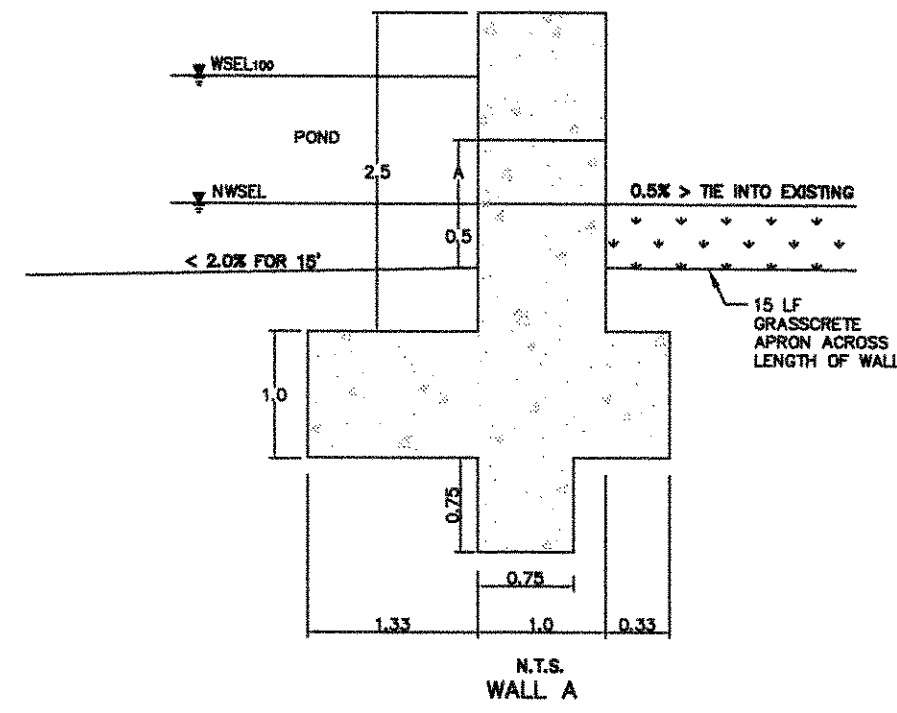 WSEL100
POND
2.5
A
NWSEL
0.5% > TIE INTO EXISTING
0.5
< 2.0% FOR 15'
15 LF
GRASSCRETE
APRON ACROSS
LENGTH OF WALL
1.0
0.75
0.75
1.33
1.0
0.33
N.T.S.
WALL A